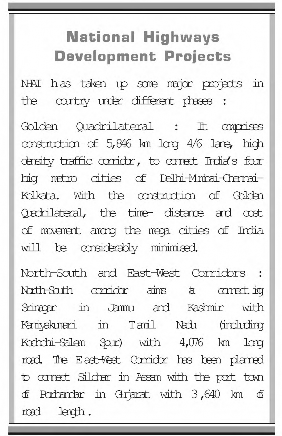 National Highways
Development Projects
NHAI has taken up some major projects in
the country under different phases :
Golden Quadrilateral : It comprises
construction of 5,846 km long 4/6 lane, high
density traffic corridor, to connect India's four
big metro cities of Delhi-Mumbai-Chennai-
Kolkata. With the construction of Golden
Quadrilateral, the time- distance and cost
of movement among the mega cities of India
will be considerably minimised.
North-South and East-West Corridors :
North-South corridor aims at connecting
Srinagar in Jammu and Kashmir with
Kaniyakumari in Tamil Nadu (including
Kochchi-Salem Spur) with 4,076 km long
road. The East-West Corridor has been planned
to connect Silchar in Assam with the port town
of Porbandar in Gujarat with 3,640 km of
road length.